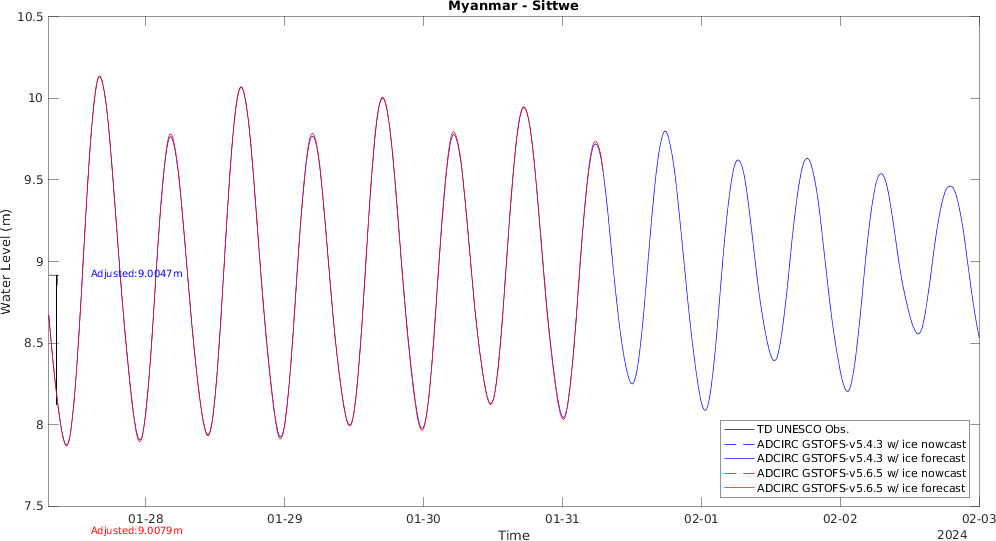 Myanmar - Sittwe
10.5
10
9.5
9
8.5
8
7.5
Water Level (m)
Adjusted:9.0047m
Adjusted:9.0079m
TD UNESCO Obs.
ADCIRC GSTOFS-v5.4.3 w/ ice nowcast
ADCIRC GSTOFS-v5.4.3 w/ ice forecast
ADCIRC GSTOFS-v5.6.5 w/ ice nowcast
ADCIRC GSTOFS-v5.6.5 w/ ice forecast
01-28 01-29 01-30 01-31 02-01 02-02 02-03
Time
2024